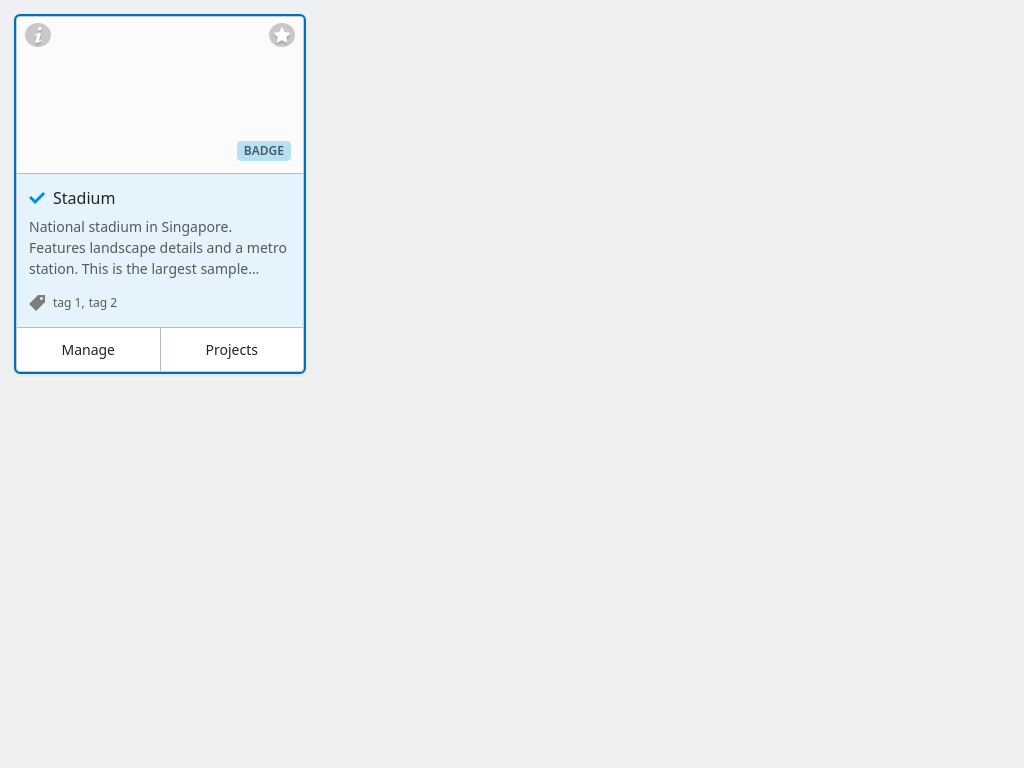 BADGE
Stadium
National stadium in Singapore.
Features landscape details and a metro
station. This is the largest sample...
tag 1, tag 2
Manage
Projects